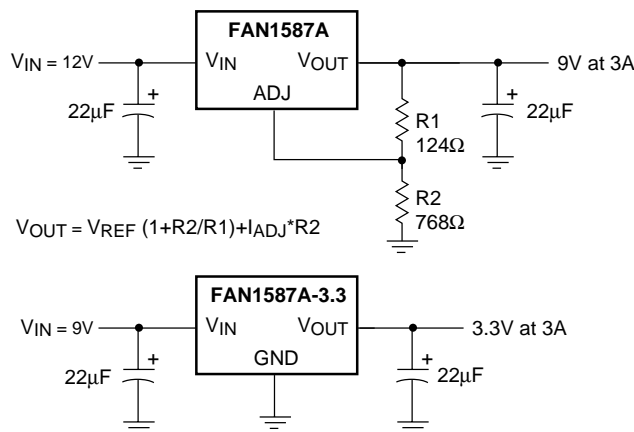 FAN1587A
VIN = 12V
VIN
VOUT
9V at 3A
ADJ
22μF
+
R1
124Ω
+
22μF
R2
768Ω
VOUT = VREF (1+R2/R1)+IADJ*R2
FAN1587A-3.3
VIN = 9V
VIN
VOUT
3.3V at 3A
GND
22μF
+
+
22μF